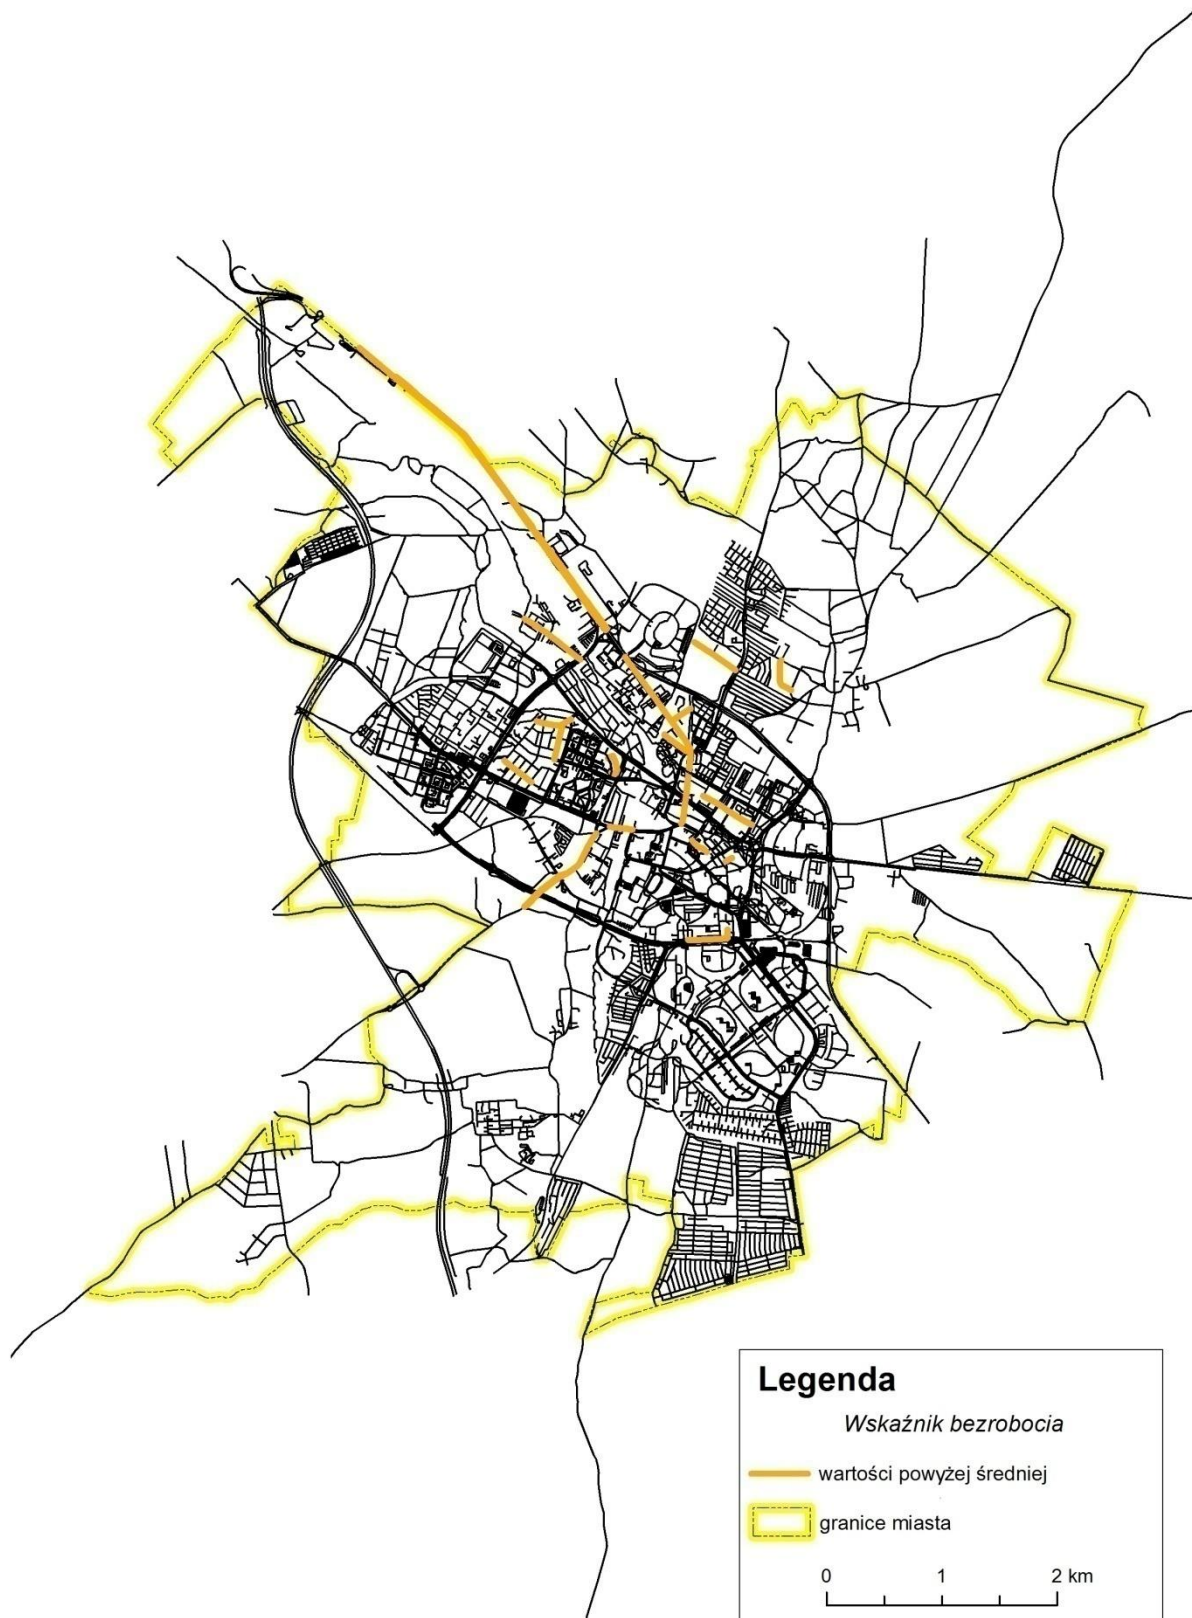 Legenda
Wskaźnik bezrobocia
wartości powyżej średniej
granice miasta
0 1 2 km